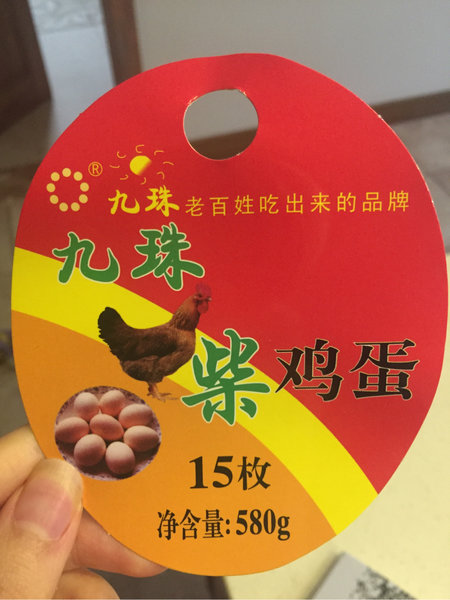 ® 九珠老百姓吃出来的品牌
九珠
柴鸡蛋
15枚
净含量:580g